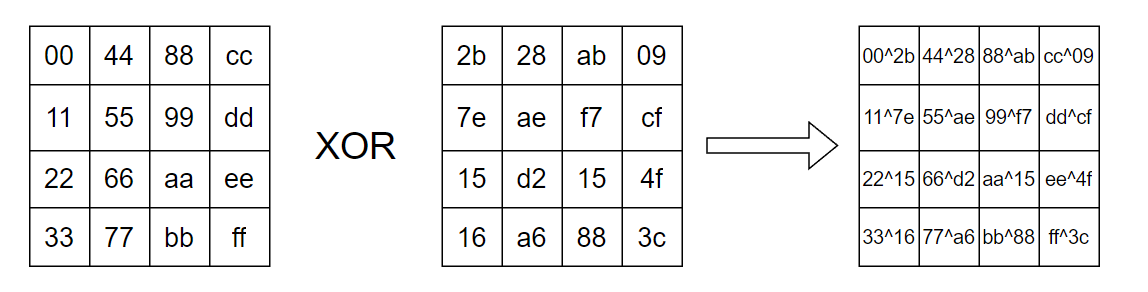 00 44 88 cc
11 55 99 dd
22 66 aa ee
33 77 bb ff
XOR
2b 28 ab 09
7e ae f7 cf
15 d2 15 4f
16 a6 88 3c
00^2b 44^28 88^ab cc^09
11^7e 55^ae 99^f7 dd^cf
22^15 66^d2 aa^15 ee^4f
33^16 77^a6 bb^88 ff^3c